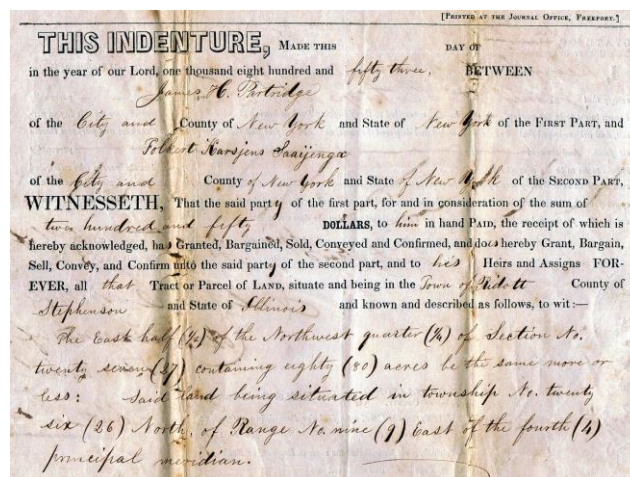 [Printed at the Journal Office, Freeport.]
THIS INDENTURE, Made this day of
in the year of our Lord, one thousand eight hundred and fifty three, BETWEEN
James H. Partridge
of the City and County of New York and State of New York of the First Part, and
Folkert Karsjens Saaijenga
of the City and County of New York and State of New York of the Second Part,
WITNESSETH, That the said party of the first part, for and in consideration of the sum of
two hundred and fifty DOLLARS, to him in hand Paid, the receipt of which is
hereby acknowledged, has Granted, Bargained, Sold, Conveyed and Confirmed, and does hereby Grant, Bargain,
Sell, Convey, and Confirm unto the said party of the second part, and to his Heirs and Assigns FOR-
EVER, all that Tract or Parcel of Land, situate and being in the Town of Ridott County of
Stephenson and State of Illinois and known and described as follows, to wit:—
The East half (½) of the Northwest quarter (¼) of Section No.
twenty seven (27) containing eighty (80) acres be the same more or
less: Said land being situated in township No. twenty
six (26) North, of Range No. nine (9) East of the fourth (4)
principal meridian.